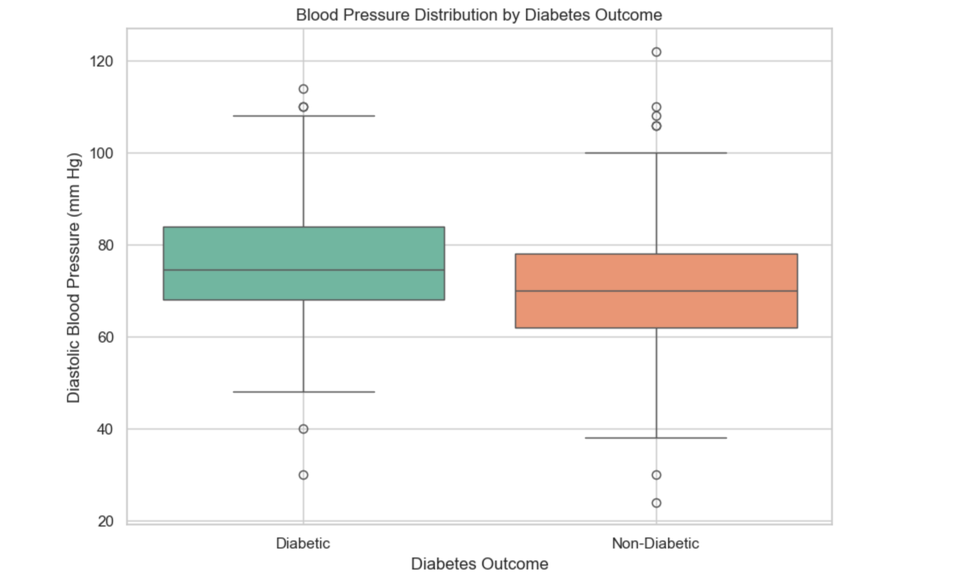 Blood Pressure Distribution by Diabetes Outcome
Diastolic Blood Pressure (mm Hg)
120
100
80
60
40
20
Diabetic Non-Diabetic
Diabetes Outcome